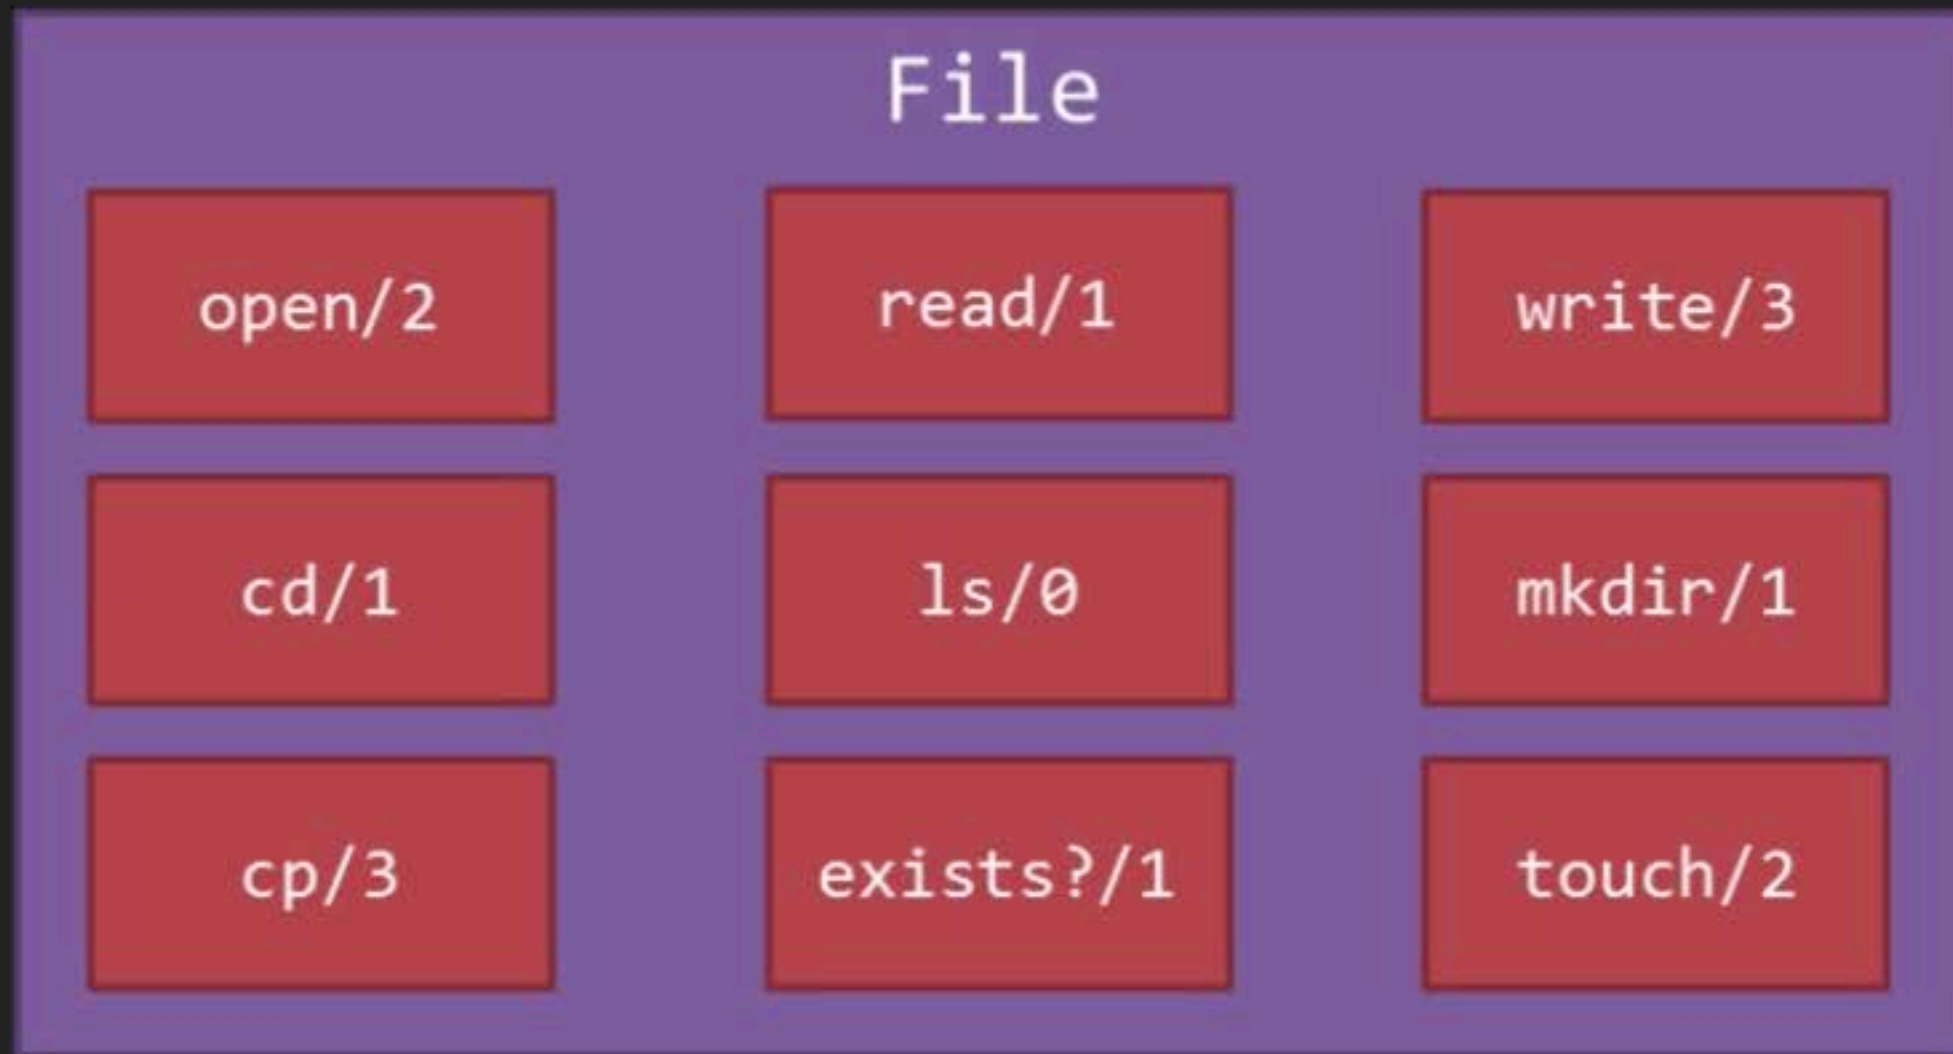 File
open/2 read/1 write/3
cd/1 ls/0 mkdir/1
cp/3 exists?/1 touch/2